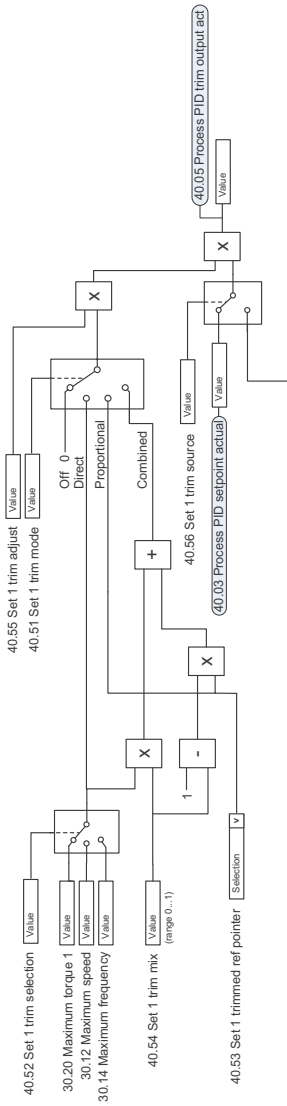 40.52 Set 1 trim selection
Value
30.20 Maximum torque 1
Value
30.12 Maximum speed
Value
30.14 Maximum frequency
Value
40.54 Set 1 trim mix
Value
(range 0...1)
40.53 Set 1 trimmed ref pointer
Selection
v
1
-
x
x
+
40.55 Set 1 trim adjust
Value
40.51 Set 1 trim mode
Value
Off 0
Direct
Proportional
Combined
x
40.56 Set 1 trim source
Value
40.03 Process PID setpoint actual
Value
x
40.05 Process PID trim output act
Value